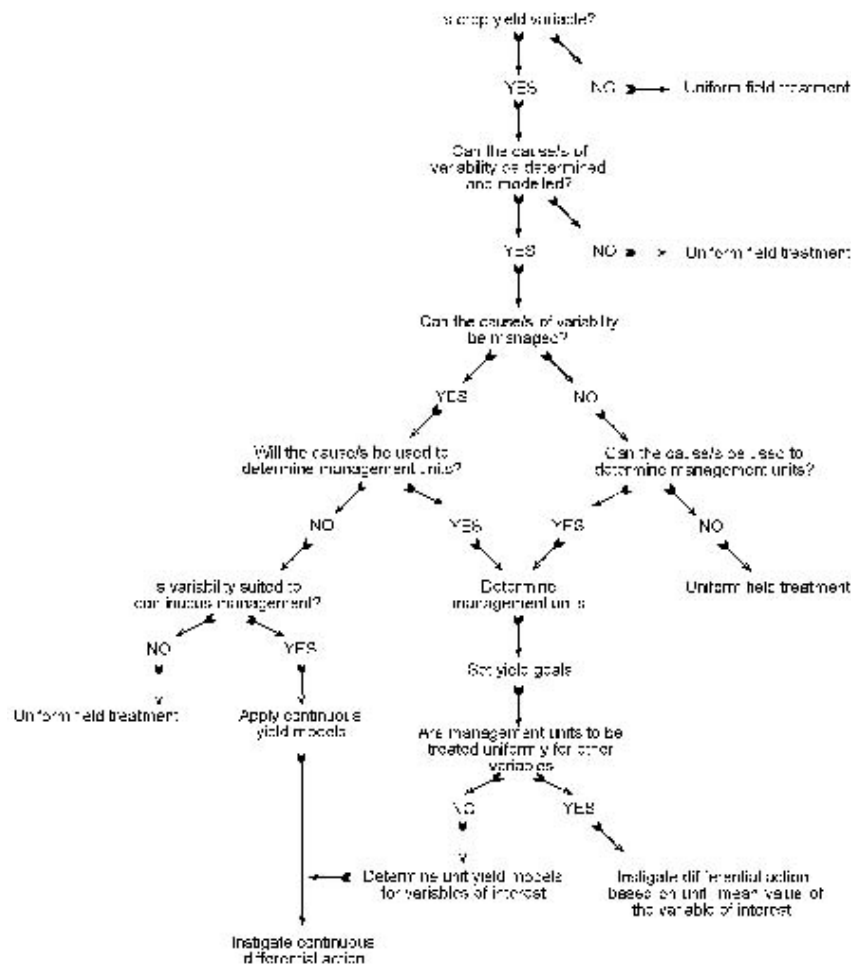 Is crop yield variable?
YES
NO
Uniform field treatment
Can the cause/s of
variability be determined
and modelled?
YES
NO
Uniform field treatment
Can the cause/s of variability
be managed?
YES
NO
Will the cause/s be used to
determine management units?
Can the cause/s be used to
determine management units?
NO
YES
YES
NO
Is variability suited to
continuous management?
Determine
management units
Uniform field treatment
NO
YES
Set yield goals
Uniform field treatment
Apply continuous
yield models
Are management units to be
treated uniformly for other
variables
NO
YES
Determine unit yield models
for variables of interest
Instigate differential action
based on unit mean value of
the variable of interest
Instigate continuous
differential action